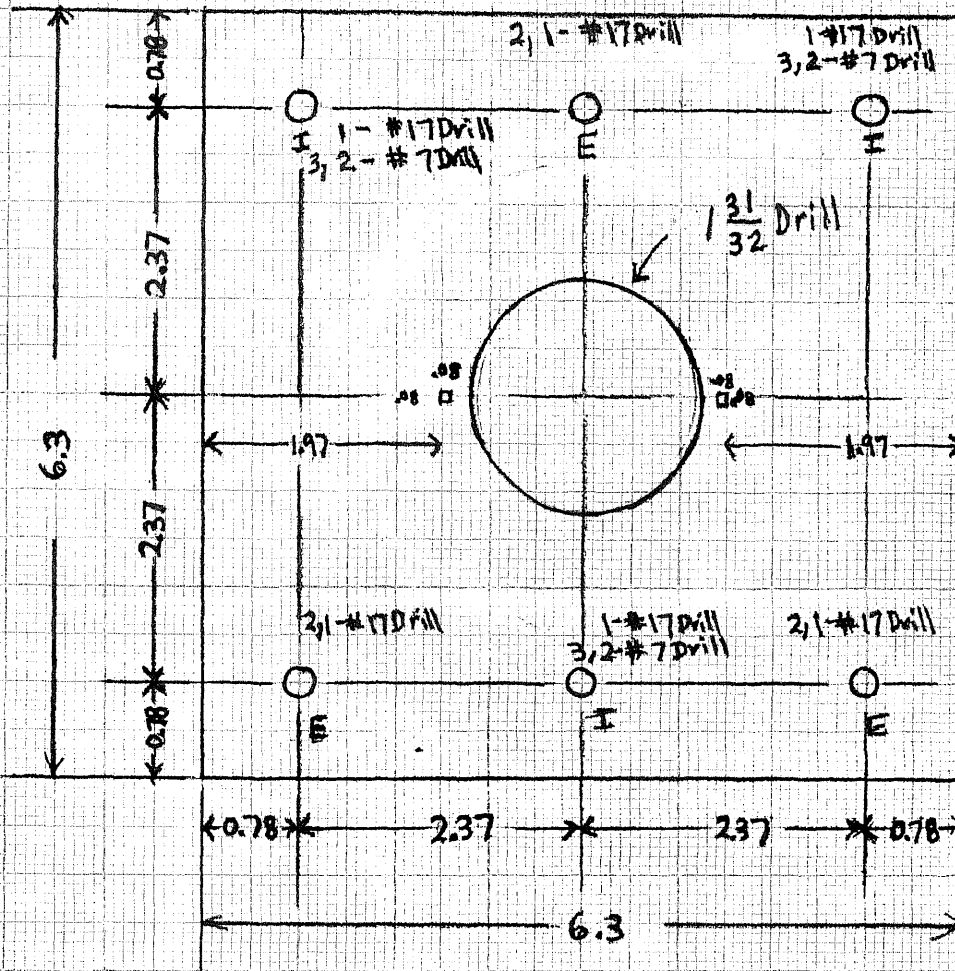 2, 1 - #17 Drill
1 #17 Drill
3, 2 - #7 Drill
0.78
I
1 - #17 Drill
3, 2 - #7 Drill
E
I
1 31/32 Drill
2.37
.08
.08
.08
.08
6.3
1.97
1.97
2.37
2,1-#17 Drill
1-#17 Drill
3,2-#7 Drill
2,1-#17 Drill
0.78
E
I
E
0.78
2.37
2.37
0.78
6.3